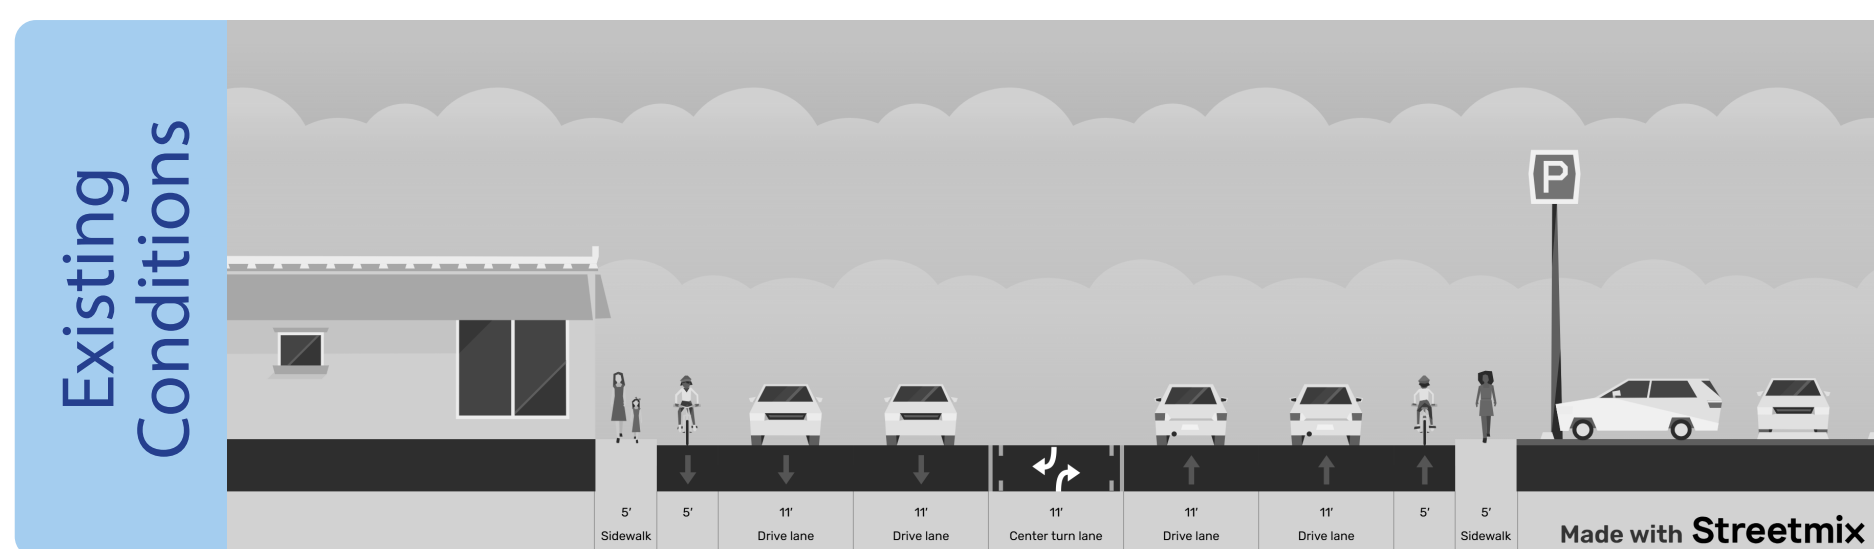 Existing
Conditions
P
5' 5' 11' 11' 11' 11' 11' 5' 5'
Sidewalk Drive lane Drive lane Center turn lane Drive lane Drive lane Sidewalk
Made with Streetmix